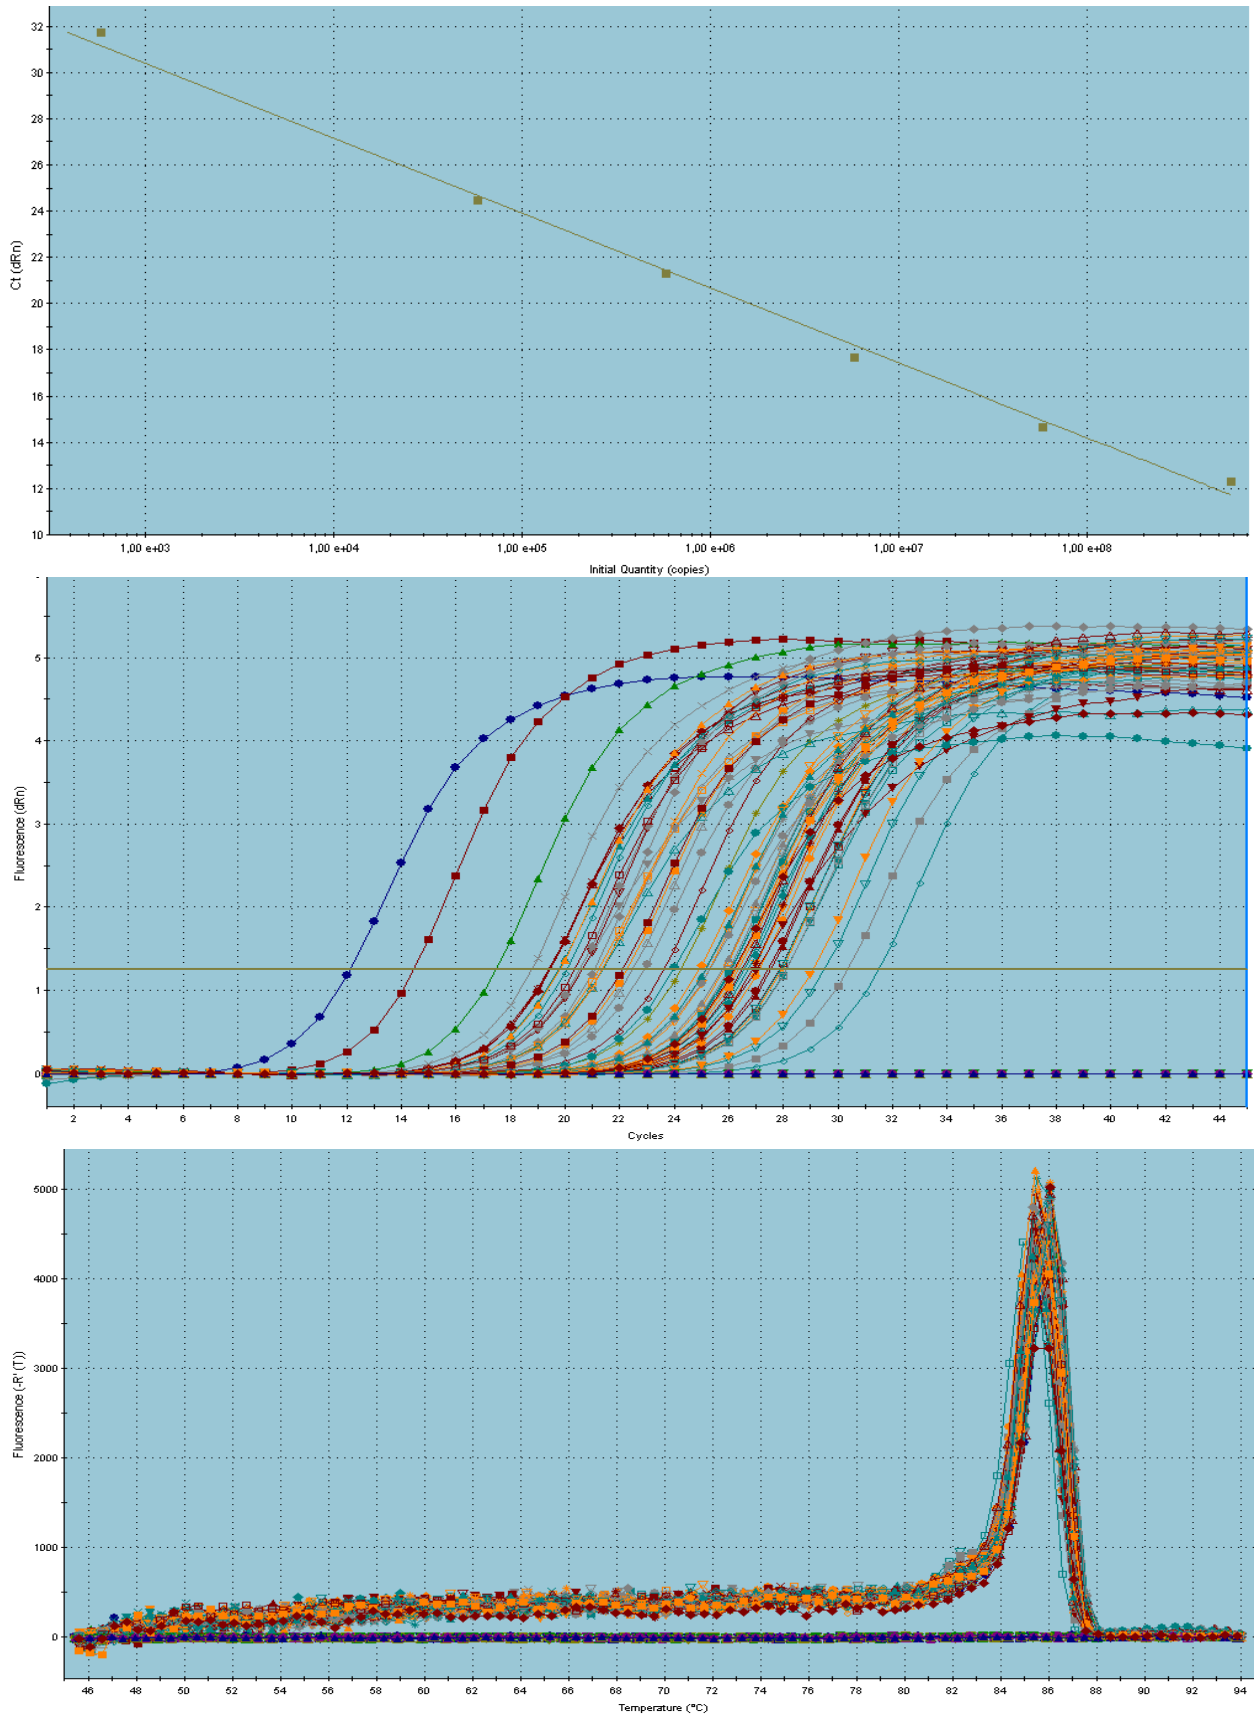 32
30
28
26
24
22
20
18
16
14
12
10
Ct (dRn)
1,00 e+03 1,00 e+04 1,00 e+05 1,00 e+06 1,00 e+07 1,00 e+08
Initial Quantity (copies)
5
4
3
2
1
0
Fluorescence (dRn)
2 4 6 8 10 12 14 16 18 20 22 24 26 28 30 32 34 36 38 40 42 44
Cycles
5000
4000
3000
2000
1000
0
Fluorescence (-R'(T))
46 48 50 52 54 56 58 60 62 64 66 68 70 72 74 76 78 80 82 84 86 88 90 92 94
Temperature (°C)